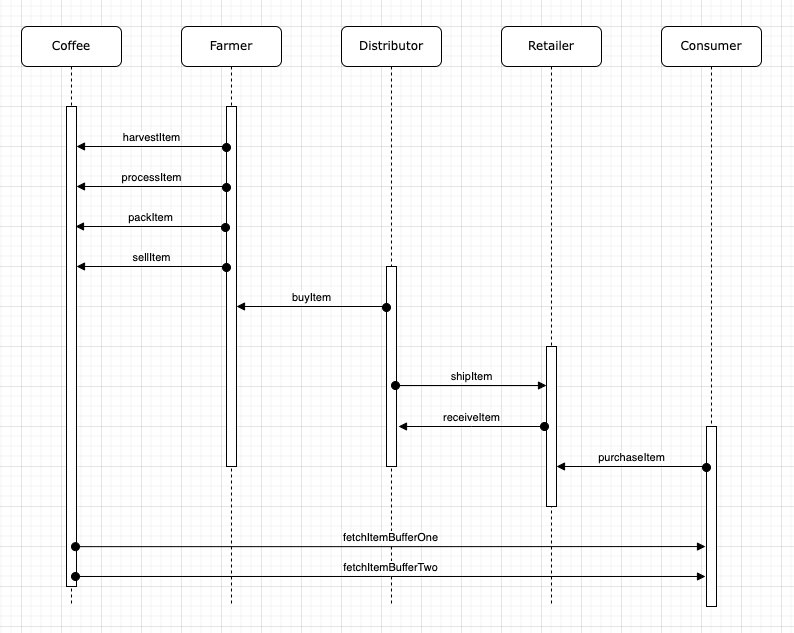 Coffee
Farmer
Distributor
Retailer
Consumer
harvestItem
processItem
packItem
sellItem
buyItem
shipItem
receiveItem
purchaseItem
fetchItemBufferOne
fetchItemBufferTwo